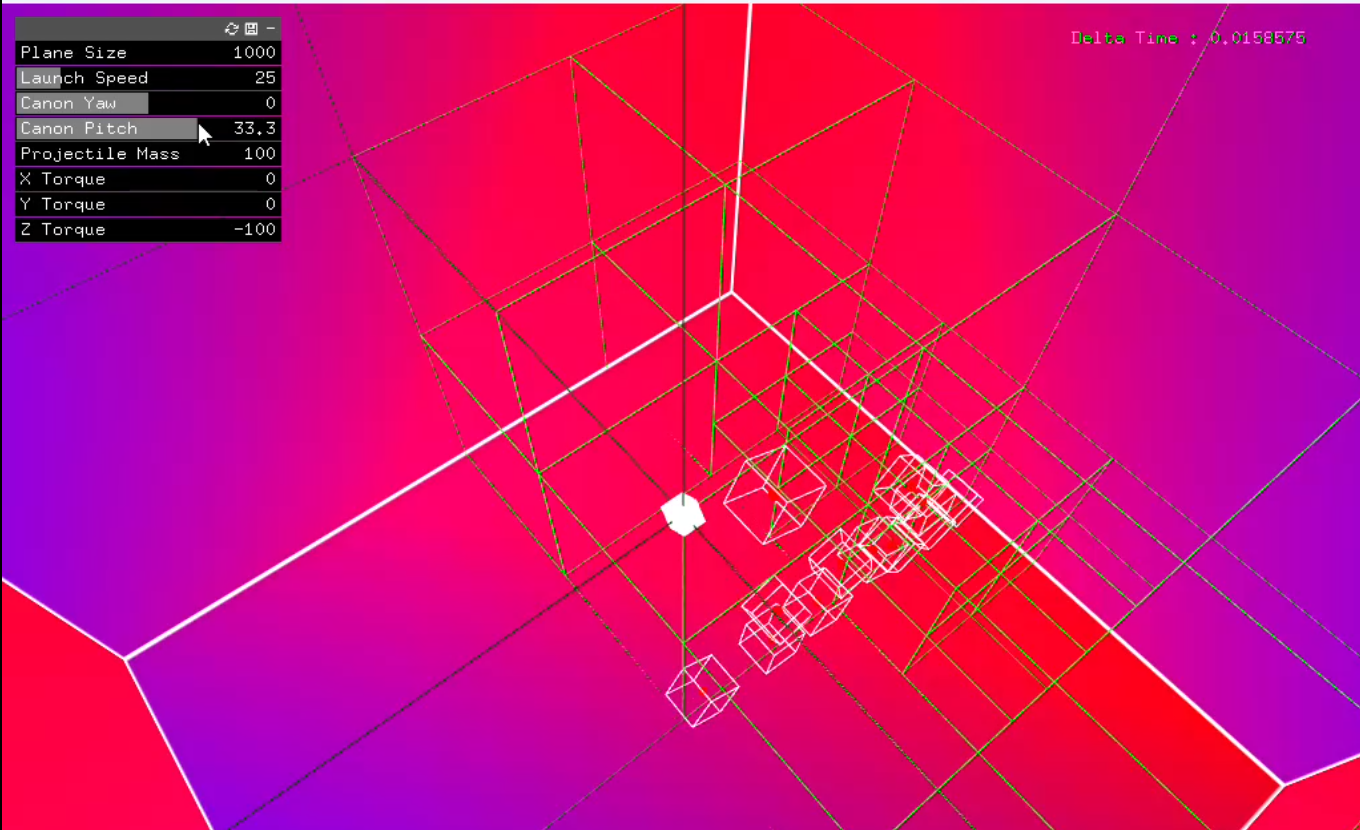 Plane Size 1000
Launch Speed 25
Canon Yaw 0
Canon Pitch 33.3
Projectile Mass 100
X Torque 0
Y Torque 0
Z Torque -100
Delta Time : 0.0158575